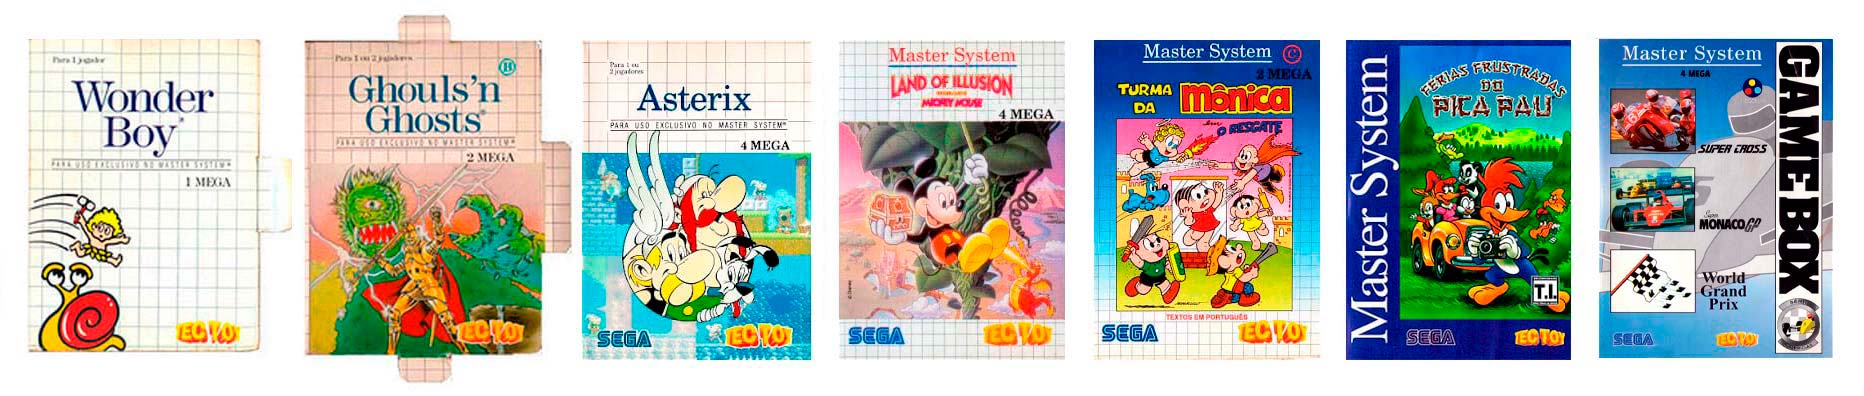 Para 1 jogador
Wonder
Boy
PARA USO EXCLUSIVO NO MASTER SYSTEM
1 MEGA
TEC TOY
Para 1 ou 2 jogadores
Ghouls'n
Ghosts
PARA USO EXCLUSIVO NO MASTER SYSTEM
2 MEGA
TEC TOY
Para 1 ou
2 jogadores
Asterix
PARA USO EXCLUSIVO NO MASTER SYSTEM
4 MEGA
SEGA
TEC TOY
Master System
LAND OF ILLUSION
MICKEY MOUSE
4 MEGA
SEGA
TEC TOY
Master System
2 MEGA
TURMA
DA
Mônica
em
O RESGATE
TEXTOS EM PORTUGUÊS
SEGA
TEC TOY
Master System
FÉRIAS FRUSTRADAS
DO
PICA PAU
T.I.
SEGA
TEC TOY
Master System
4 MEGA
GAME BOX
SUPER CROSS
Super
MONACO GP
World
Grand
Prix
SEGA
TEC TOY